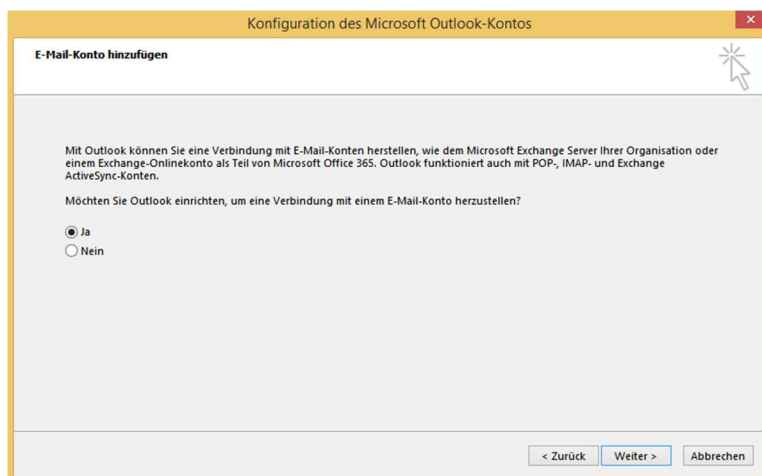 Konfiguration des Microsoft Outlook-Kontos
E-Mail-Konto hinzufügen
Mit Outlook können Sie eine Verbindung mit E-Mail-Konten herstellen, wie dem Microsoft Exchange Server Ihrer Organisation oder
einem Exchange-Onlinekonto als Teil von Microsoft Office 365. Outlook funktioniert auch mit POP-, IMAP- und Exchange
ActiveSync-Konten.
Möchten Sie Outlook einrichten, um eine Verbindung mit einem E-Mail-Konto herzustellen?
Ja
Nein
< Zurück Weiter > Abbrechen